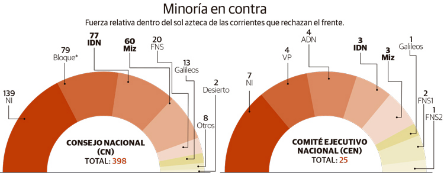 Minoría en contra
Fuerza relativa dentro del sol azteca de las corrientes que rechazan el frente.
139
NI
79
Bloque*
77
IDN
60
Miz
20
FNS
13
Galileos
2
Desierto
8
Otros
CONSEJO NACIONAL
(CN)
TOTAL: 398
7
NI
4
VP
4
ADN
3
IDN
3
Miz
1
Galileos
2
FNS1
1
FNS2
COMITÉ EJECUTIVO
NACIONAL (CEN)
TOTAL: 25